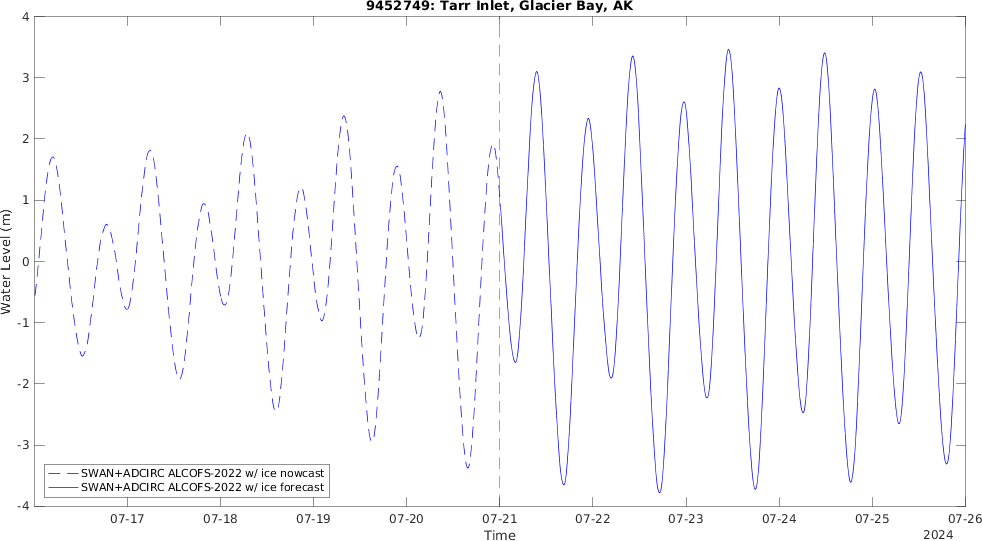 9452749: Tarr Inlet, Glacier Bay, AK
4
3
2
1
0
-1
-2
-3
-4
Water Level (m)
SWAN+ADCIRC ALCOFS-2022 w/ ice nowcast
SWAN+ADCIRC ALCOFS-2022 w/ ice forecast
07-17 07-18 07-19 07-20 07-21 07-22 07-23 07-24 07-25 07-26
Time
2024